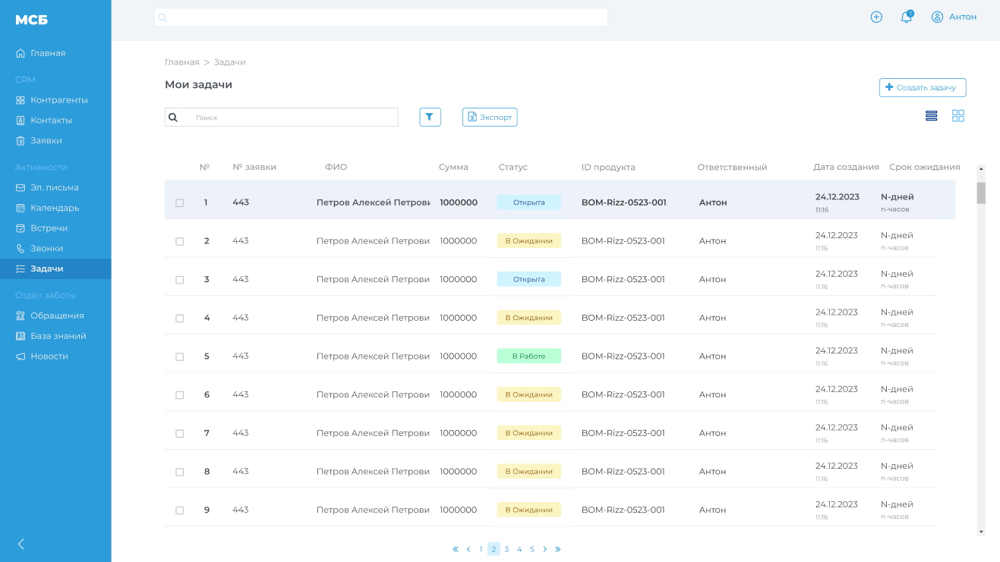 МСБ
1
Антон
Главная
CRM
Контрагенты
Контакты
Заявки
Активности
Эл. письма
Календарь
Встречи
Звонки
Задачи
Отдел заботы
Обращения
База знаний
Новости
Главная > Задачи
Мои задачи
Создать задачу
Поиск
Экспорт
№ № заявки ФИО Сумма Статус ID продукта Ответственный Дата создания Срок ожидания
1 443 Петров Алексей Петрови 1000000 Открыта BOM-Rizz-0523-001 Антон 24.12.2023 N-дней
11:16 n-часов
2 443 Петров Алексей Петрови 1000000 В Ожидании BOM-Rizz-0523-001 Антон 24.12.2023 N-дней
11:16 n-часов
3 443 Петров Алексей Петрови 1000000 Открыта BOM-Rizz-0523-001 Антон 24.12.2023 N-дней
11:16 n-часов
4 443 Петров Алексей Петрови 1000000 В Ожидании BOM-Rizz-0523-001 Антон 24.12.2023 N-дней
11:16 n-часов
5 443 Петров Алексей Петрови 1000000 В Работе BOM-Rizz-0523-001 Антон 24.12.2023 N-дней
11:16 n-часов
6 443 Петров Алексей Петрови 1000000 В Ожидании BOM-Rizz-0523-001 Антон 24.12.2023 N-дней
11:16 n-часов
7 443 Петров Алексей Петрови 1000000 В Ожидании BOM-Rizz-0523-001 Антон 24.12.2023 N-дней
11:16 n-часов
8 443 Петров Алексей Петрови 1000000 В Ожидании BOM-Rizz-0523-001 Антон 24.12.2023 N-дней
11:16 n-часов
9 443 Петров Алексей Петрови 1000000 В Ожидании BOM-Rizz-0523-001 Антон 24.12.2023 N-дней
11:16 n-часов
« < 1 2 3 4 5 > »